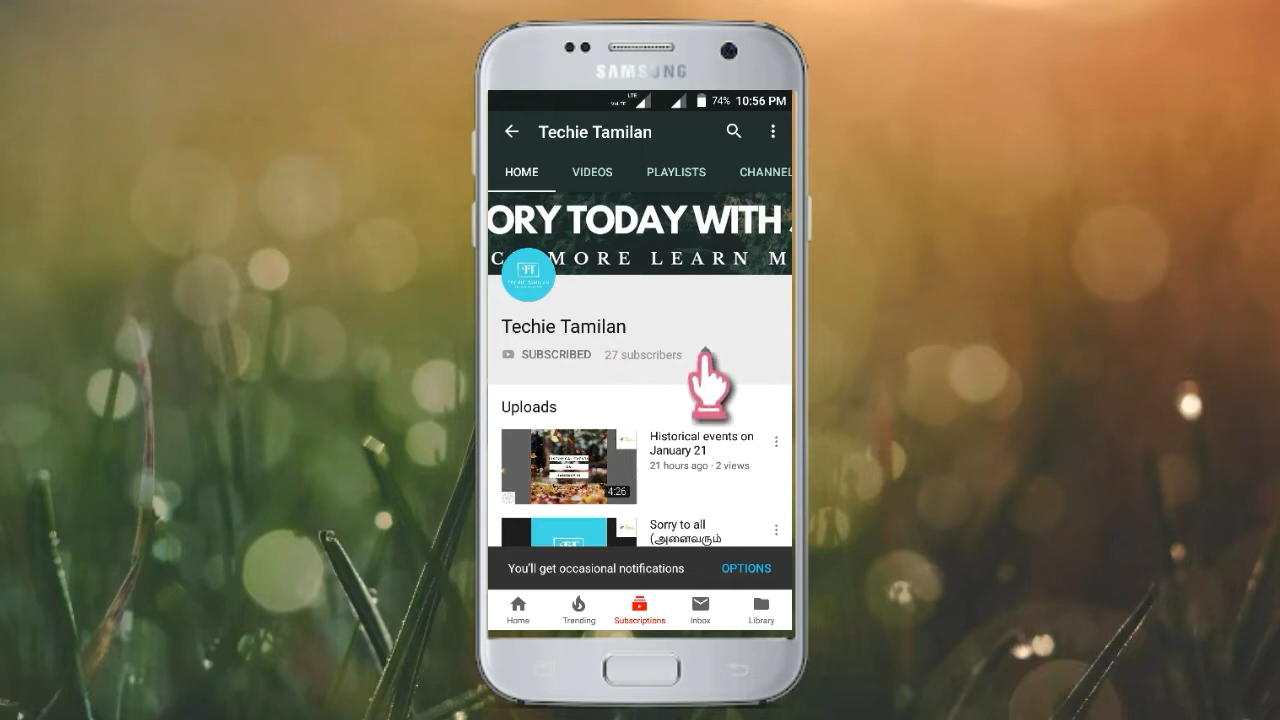 SAMSUNG
LTE
VoLTE
74% 10:56 PM
Techie Tamilan
HOME VIDEOS PLAYLISTS CHANNEL
ORY TODAY WITH
MORE LEARN M
Techie Tamilan
SUBSCRIBED 27 subscribers
Uploads
Historical events on
January 21
21 hours ago · 2 views
4:26
Sorry to all
(அனைவரும்
You'll get occasional notifications OPTIONS
Home Trending Subscriptions Inbox Library